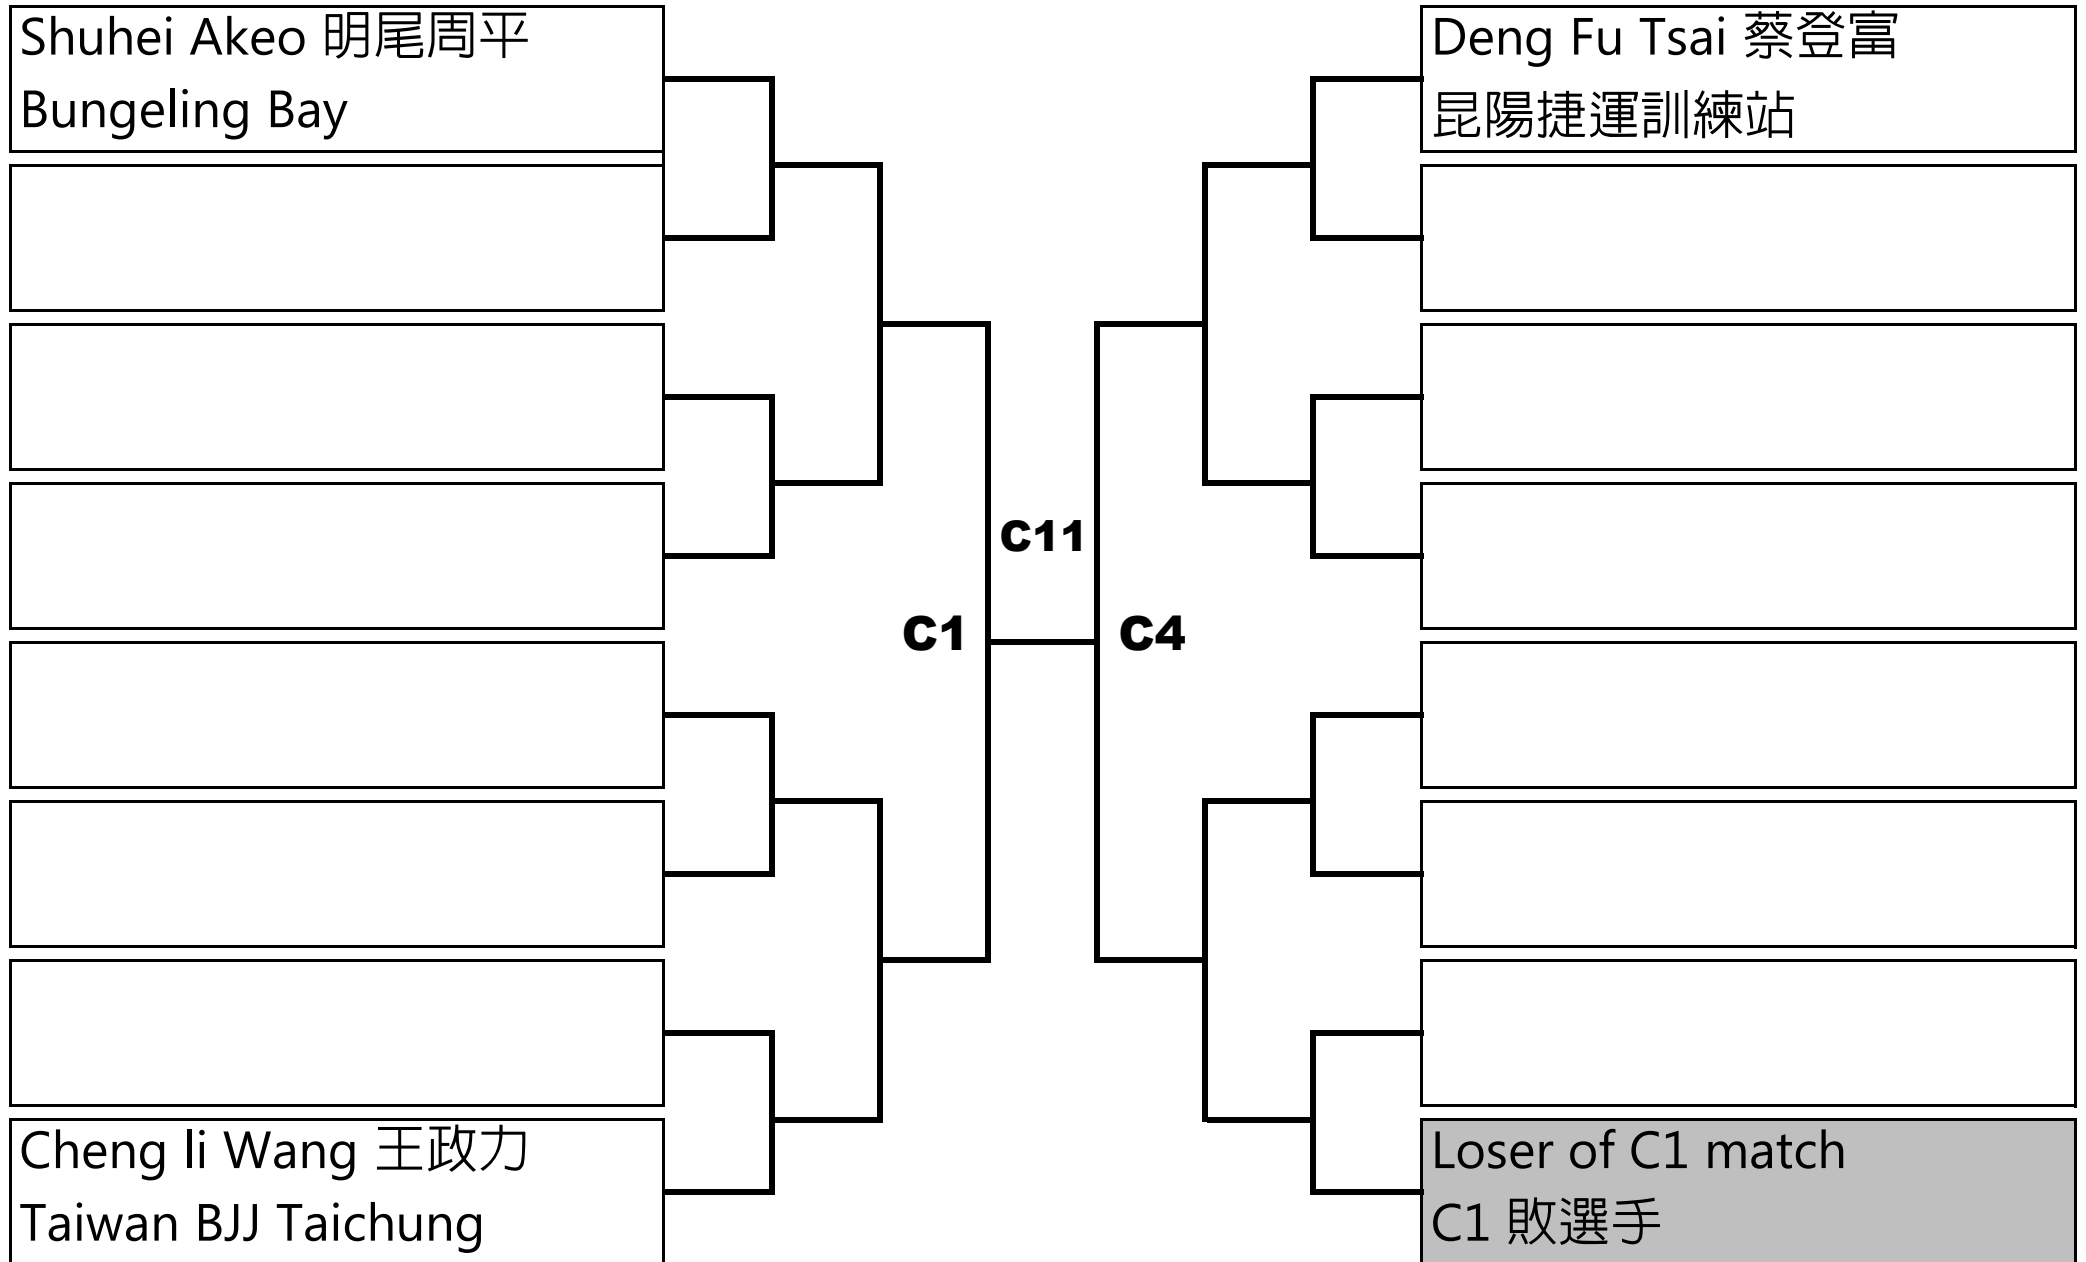 Shuhei Akeo 明尾周平
Bungeling Bay
Cheng li Wang 王政力
Taiwan BJJ Taichung
C1
C11
C4
Deng Fu Tsai 蔡登富
昆陽捷運訓練站
Loser of C1 match
C1 敗選手